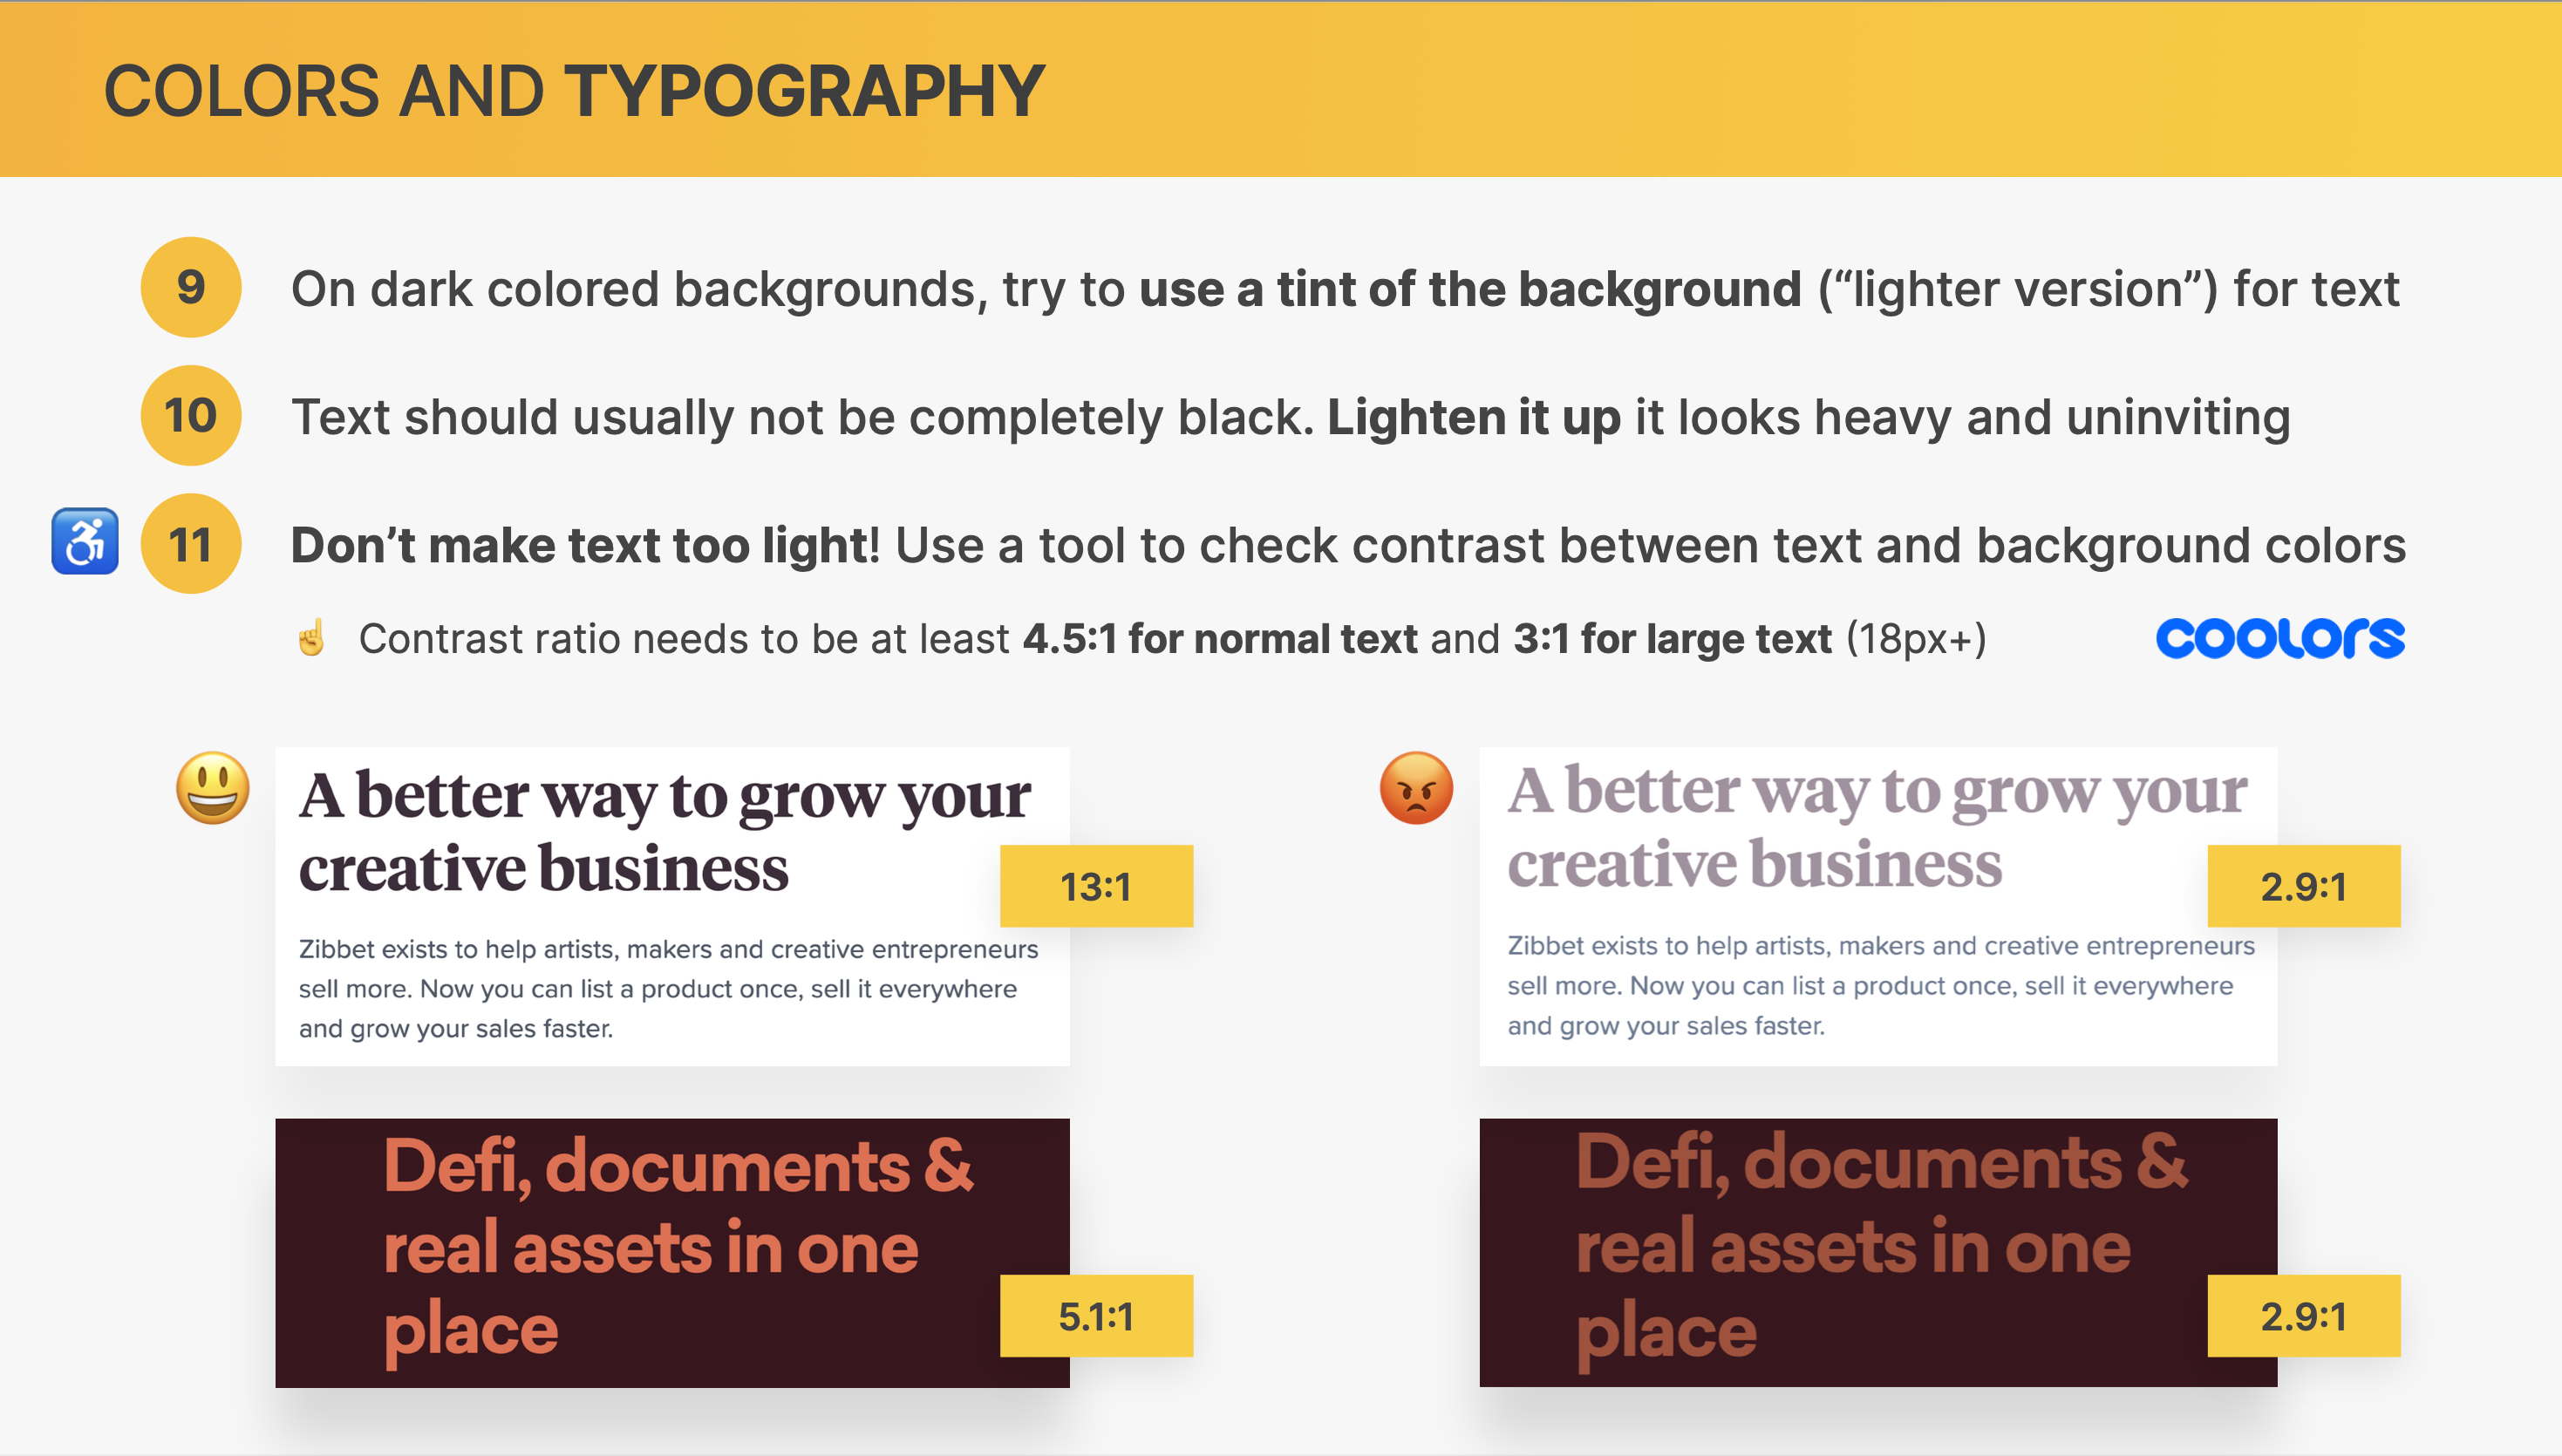 COLORS AND TYPOGRAPHY
9 On dark colored backgrounds, try to use a tint of the background (“lighter version”) for text
10 Text should usually not be completely black. Lighten it up it looks heavy and uninviting
11 Don’t make text too light! Use a tool to check contrast between text and background colors
Contrast ratio needs to be at least 4.5:1 for normal text and 3:1 for large text (18px+)
coolors
A better way to grow your
creative business
13:1
Zibbet exists to help artists, makers and creative entrepreneurs
sell more. Now you can list a product once, sell it everywhere
and grow your sales faster.
A better way to grow your
creative business
2.9:1
Zibbet exists to help artists, makers and creative entrepreneurs
sell more. Now you can list a product once, sell it everywhere
and grow your sales faster.
Defi, documents &
real assets in one
place
5.1:1
Defi, documents &
real assets in one
place
2.9:1